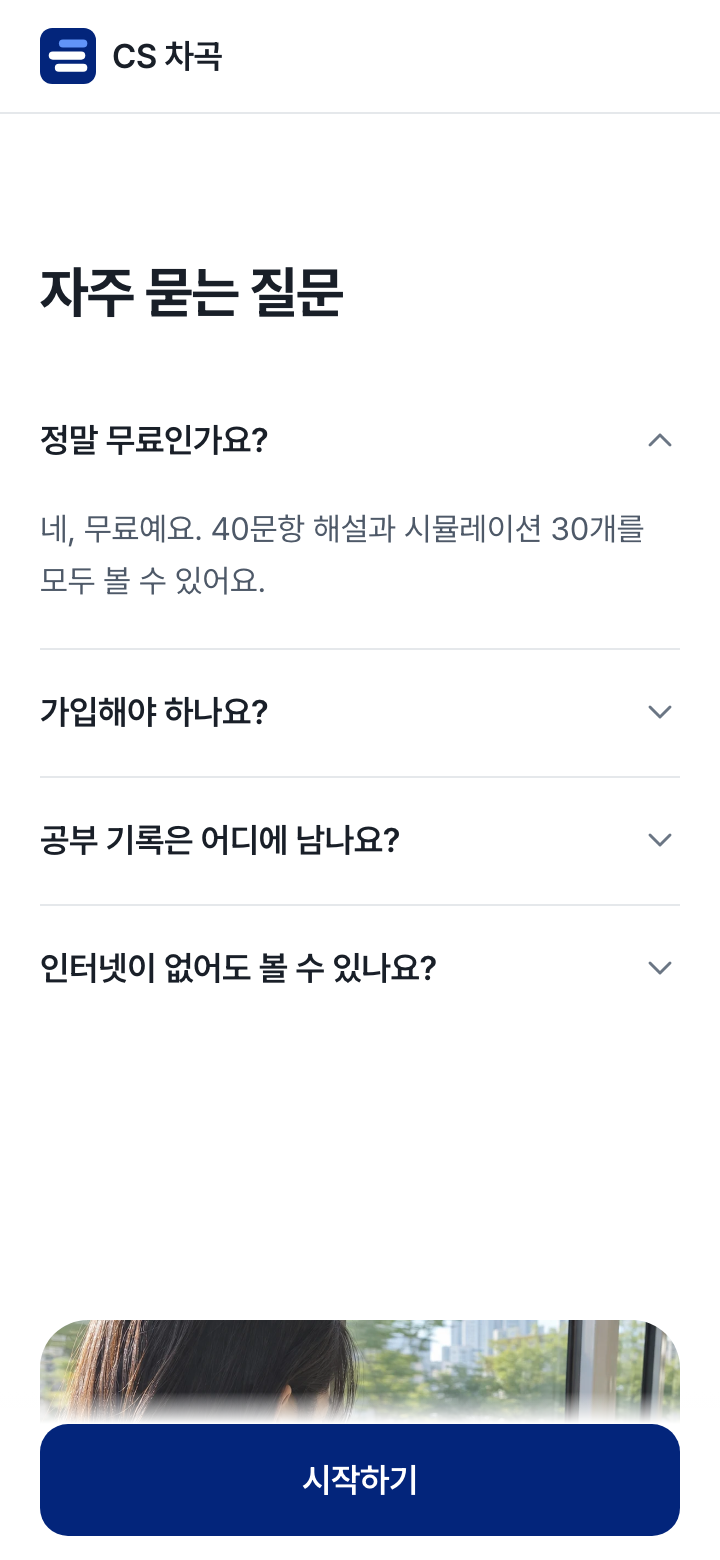 CS 차곡
자주 묻는 질문
정말 무료인가요?
네, 무료예요. 40문항 해설과 시뮬레이션 30개를
모두 볼 수 있어요.
가입해야 하나요?
공부 기록은 어디에 남나요?
인터넷이 없어도 볼 수 있나요?
시작하기